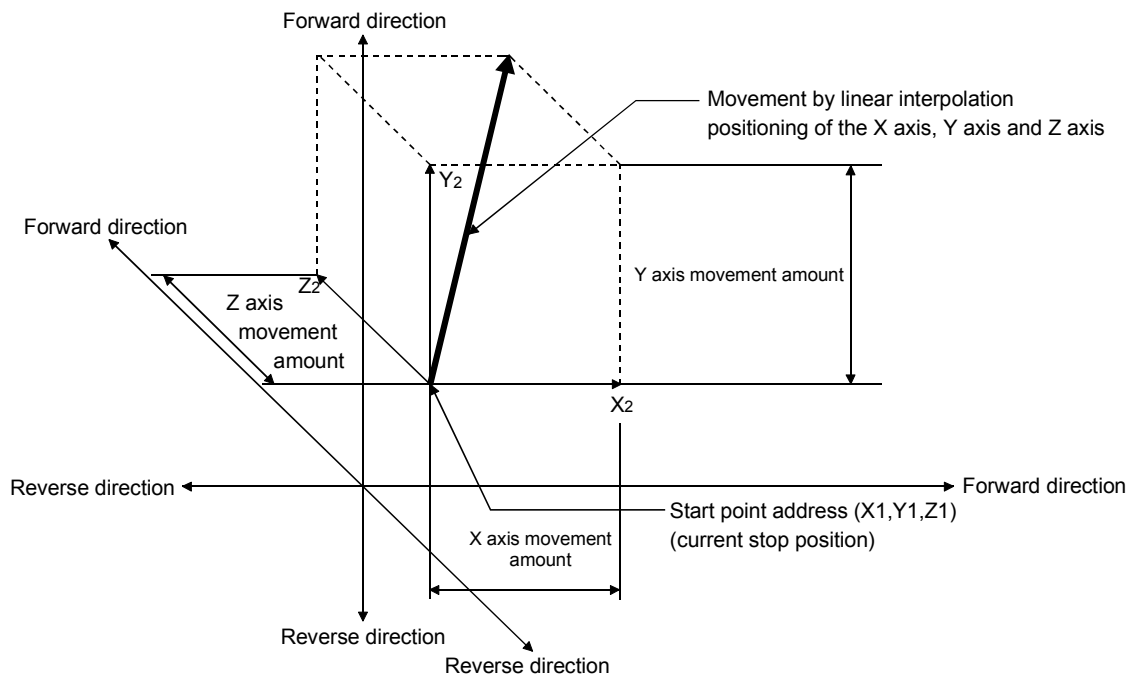 Forward direction
Movement by linear interpolation
positioning of the X axis, Y axis and Z axis
Y2
Forward direction
Y axis movement amount
Z2
Z axis
movement
amount
X2
Reverse direction
Forward direction
Start point address (X1,Y1,Z1)
(current stop position)
X axis movement
amount
Reverse direction
Reverse direction